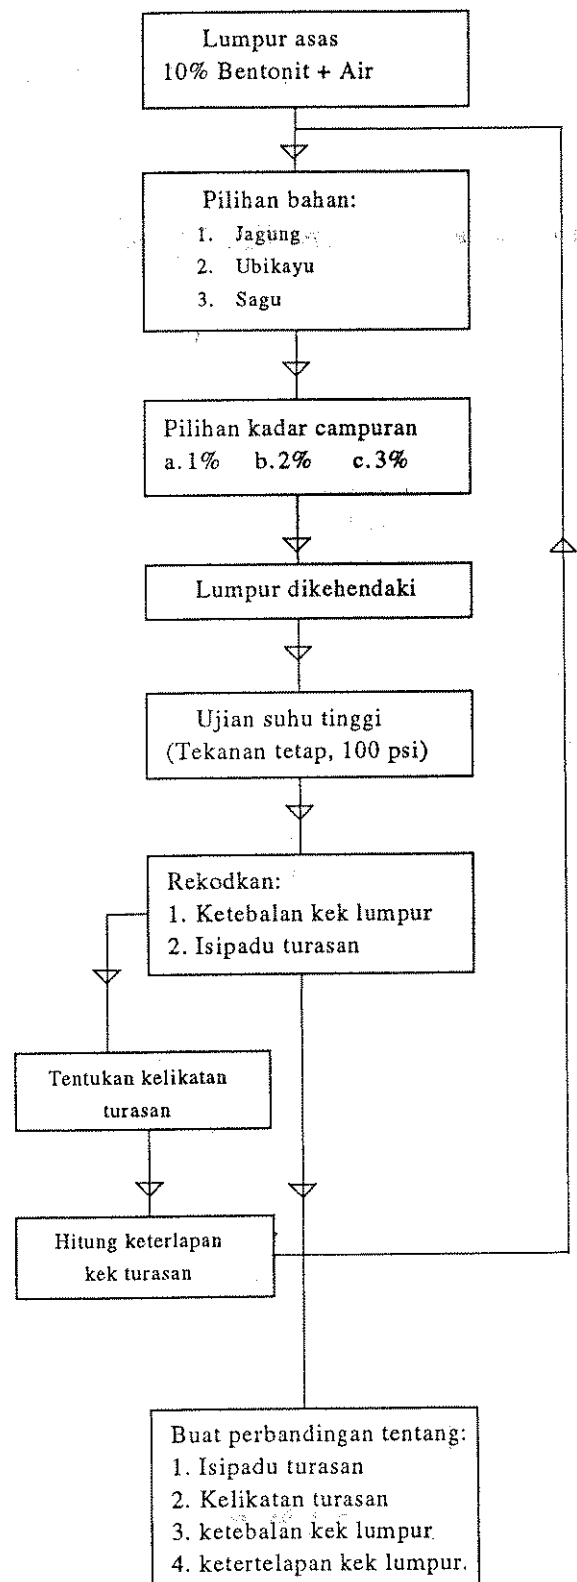 Lumpur asas
10% Bentonit + Air
Pilihan bahan:
1. Jagung
2. Ubikayu
3. Sagu
Pilihan kadar campuran
a. 1% b. 2% c. 3%
Lumpur dikehendaki
Ujian suhu tinggi
(Tekanan tetap, 100 psi)
Rekodkan:
1. Ketebalan kek lumpur
2. Isipadu turasan
Tentukan kelikatan
turasan
Hitung keterlapan
kek turasan
Buat perbandingan tentang:
1. Isipadu turasan
2. Kelikatan turasan
3. ketebalan kek lumpur
4. ketertelapan kek lumpur.